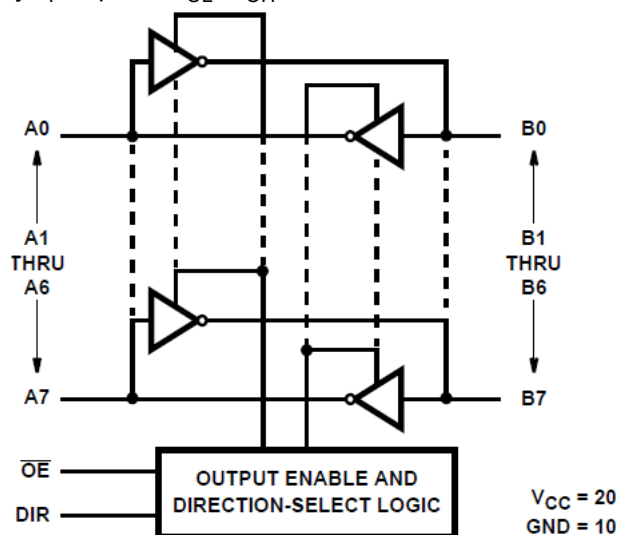 A0
B0
A1
THRU
A6
B1
THRU
B6
A7
B7
OE
DIR
OUTPUT ENABLE AND
DIRECTION-SELECT LOGIC
VCC = 20
GND = 10